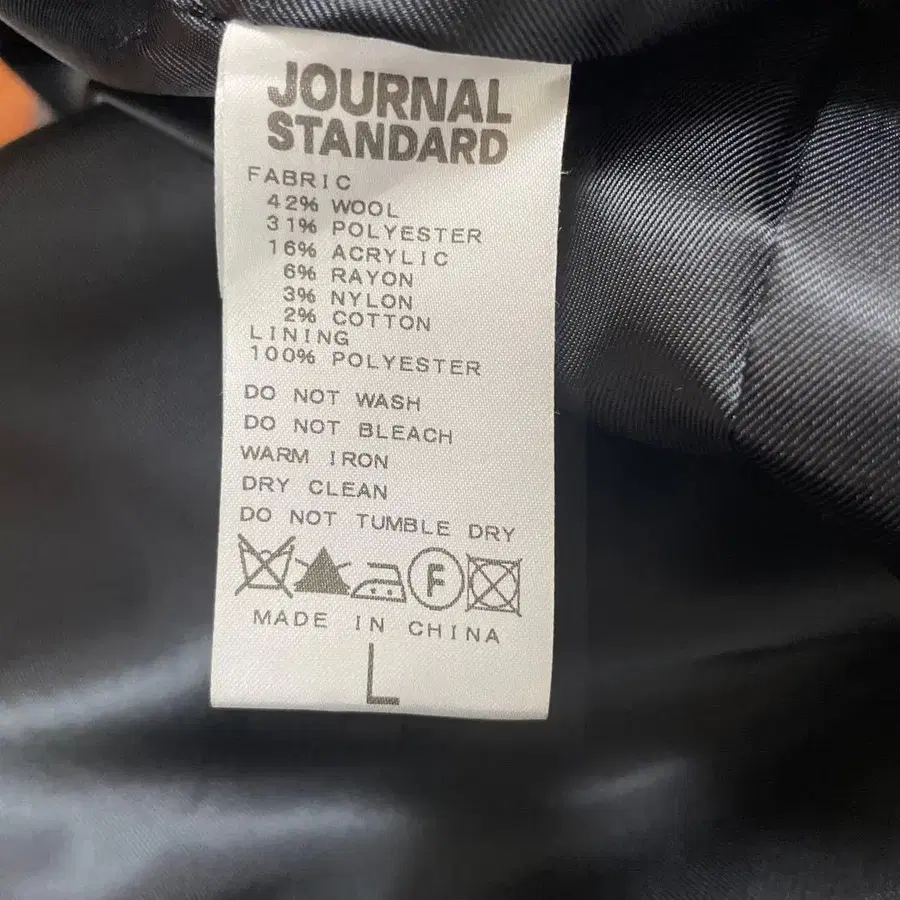 JOURNAL
STANDARD
FABRIC
42% WOOL
31% POLYESTER
16% ACRYLIC
6% RAYON
3% NYLON
2% COTTON
LINING
100% POLYESTER
DO NOT WASH
DO NOT BLEACH
WARM IRON
DRY CLEAN
DO NOT TUMBLE DRY
F
MADE IN CHINA
L